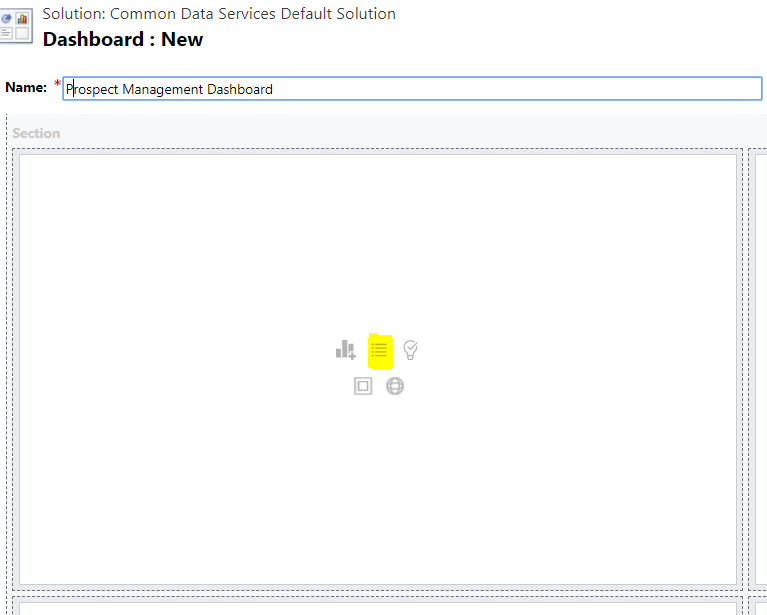 Solution: Common Data Services Default Solution
Dashboard : New
Name: * Prospect Management Dashboard
Section